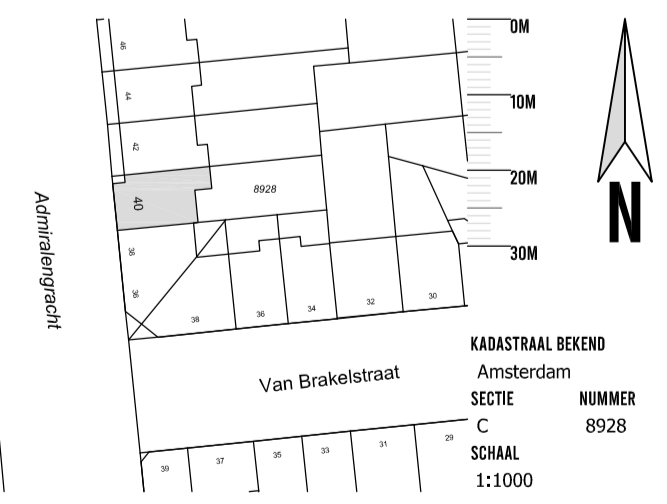 46
44
42
40
8928
38
36
38
36
34
32
30
Admiralengracht
Van Brakelstraat
39
37
35
33
31
29
0M
10M
20M
30M
N
KADASTRAAL BEKEND
Amsterdam
SECTIE NUMMER
C 8928
SCHAAL
1:1000